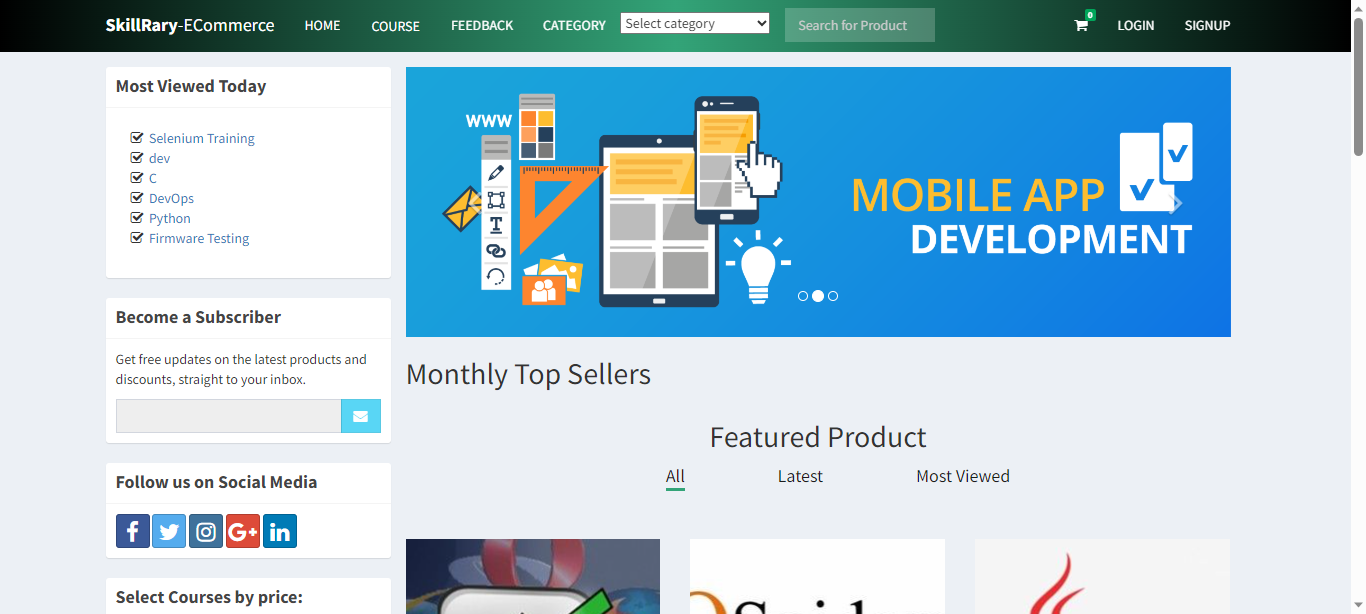 SkillRary-ECommerce HOME COURSE FEEDBACK CATEGORY Select category Search for Product 0 LOGIN SIGNUP
Most Viewed Today
Selenium Training
dev
C
DevOps
Python
Firmware Testing
Become a Subscriber
Get free updates on the latest products and
discounts, straight to your inbox.
Follow us on Social Media
f G+ in
Select Courses by price:
WWW
T
MOBILE APP
DEVELOPMENT
Monthly Top Sellers
Featured Product
All Latest Most Viewed